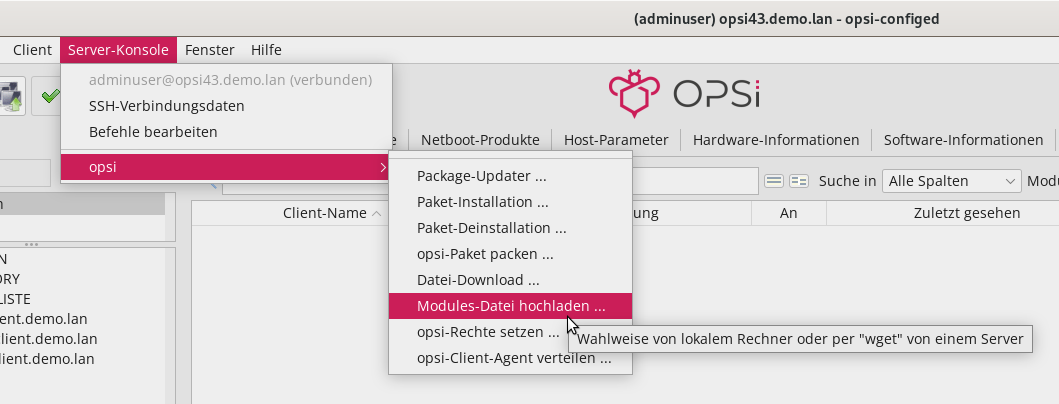 (adminuser) opsi43.demo.lan - opsi-configed
Client Server-Konsole Fenster Hilfe
adminuser@opsi43.demo.lan (verbunden)
SSH-Verbindungsdaten
Befehle bearbeiten
opsi
OPSi
Netboot-Produkte Host-Parameter Hardware-Informationen Software-Informationen
Suche in Alle Spalten
Client-Name An Zuletzt gesehen
Package-Updater ...
Paket-Installation ...
Paket-Deinstallation ...
opsi-Paket packen ...
Datei-Download ...
Modules-Datei hochladen ...
opsi-Rechte setzen ...
opsi-Client-Agent verteilen ...
Wahlweise von lokalem Rechner oder per "wget" von einem Server
N
ORY
LISTE
ent.demo.lan
client.demo.lan
lient.demo.lan